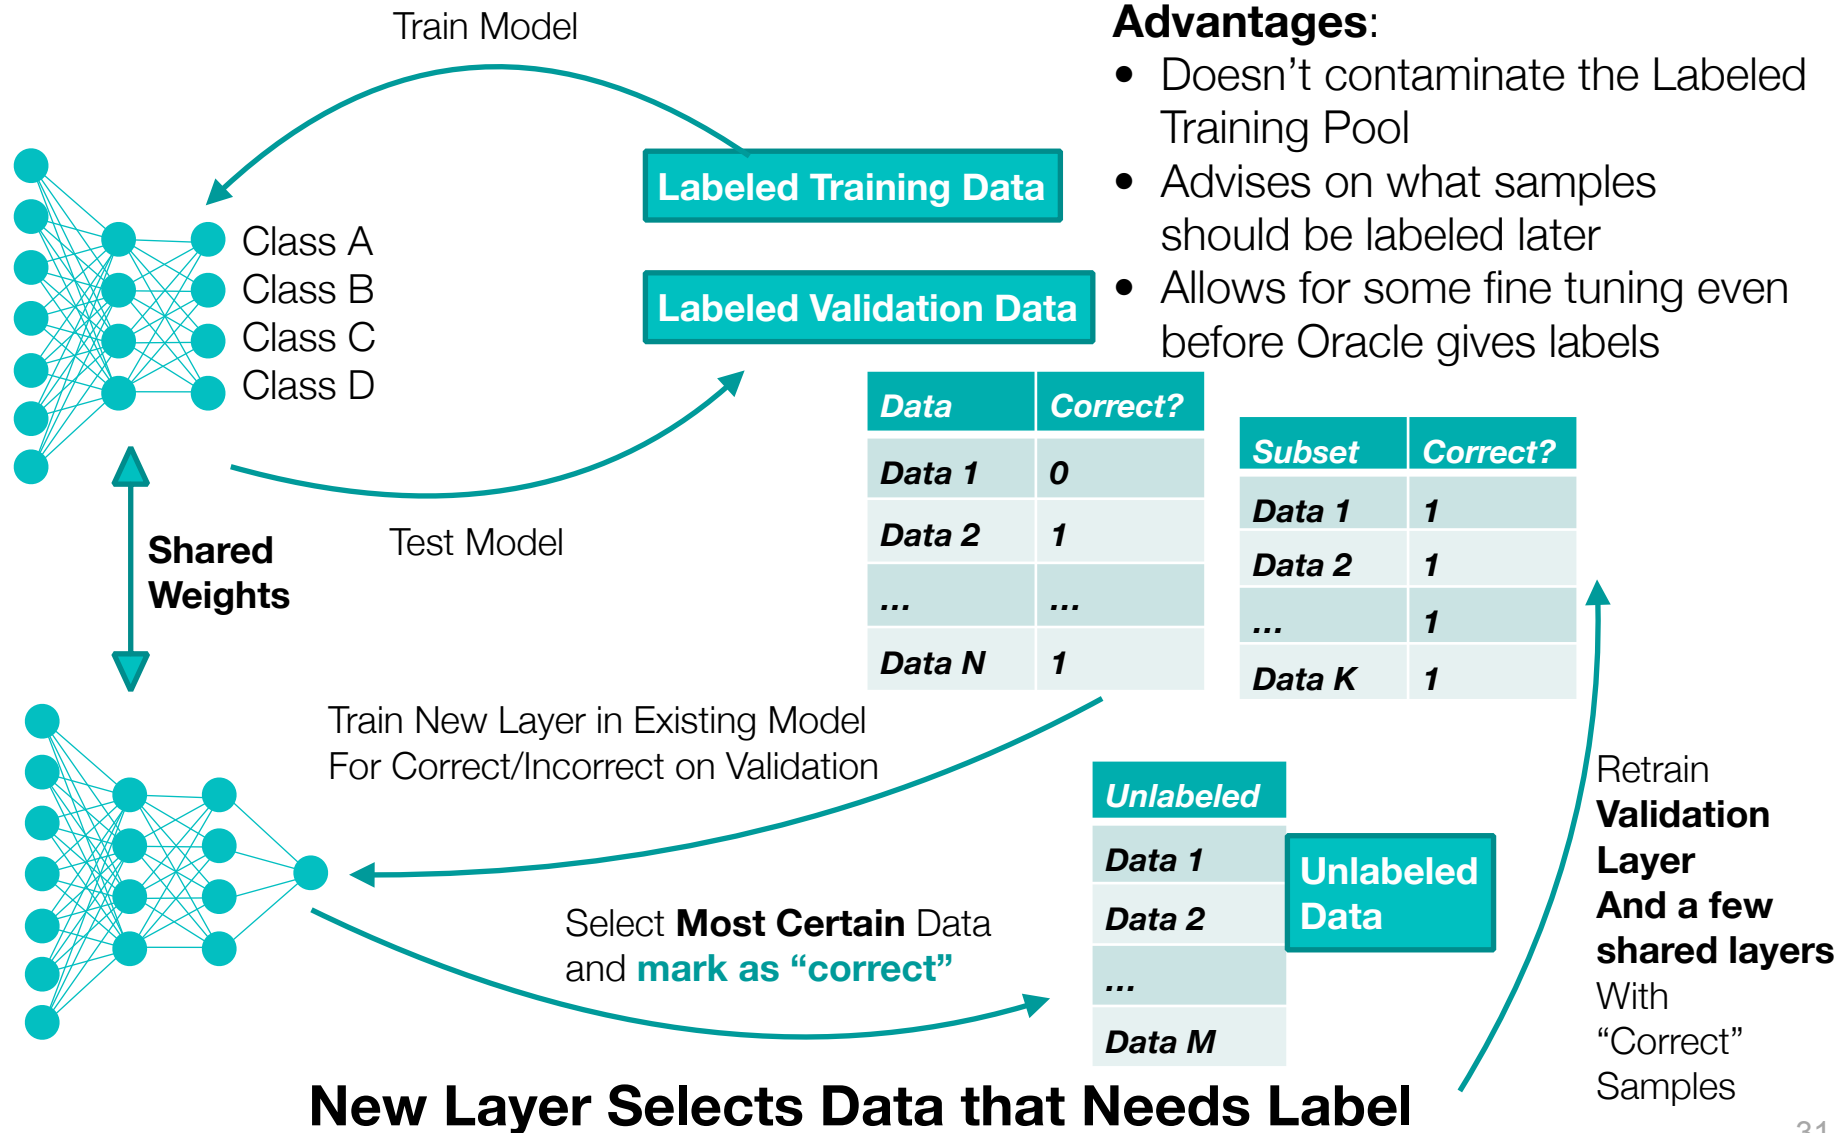 Train Model
Advantages:
• Doesn't contaminate the Labeled
Training Pool
• Advises on what samples
should be labeled later
• Allows for some fine tuning even
before Oracle gives labels
Labeled Training Data
Labeled Validation Data
Class A
Class B
Class C
Class D
Shared
Weights
Test Model
Data Correct?
Data 1 0
Data 2 1
... ...
Data N 1
Subset Correct?
Data 1 1
Data 2 1
... 1
Data K 1
Train New Layer in Existing Model
For Correct/Incorrect on Validation
Select Most Certain Data
and mark as “correct”
Unlabeled
Data 1
Data 2
...
Data M
Unlabeled
Data
Retrain
Validation
Layer
And a few
shared layers
With
“Correct”
Samples
New Layer Selects Data that Needs Label
31